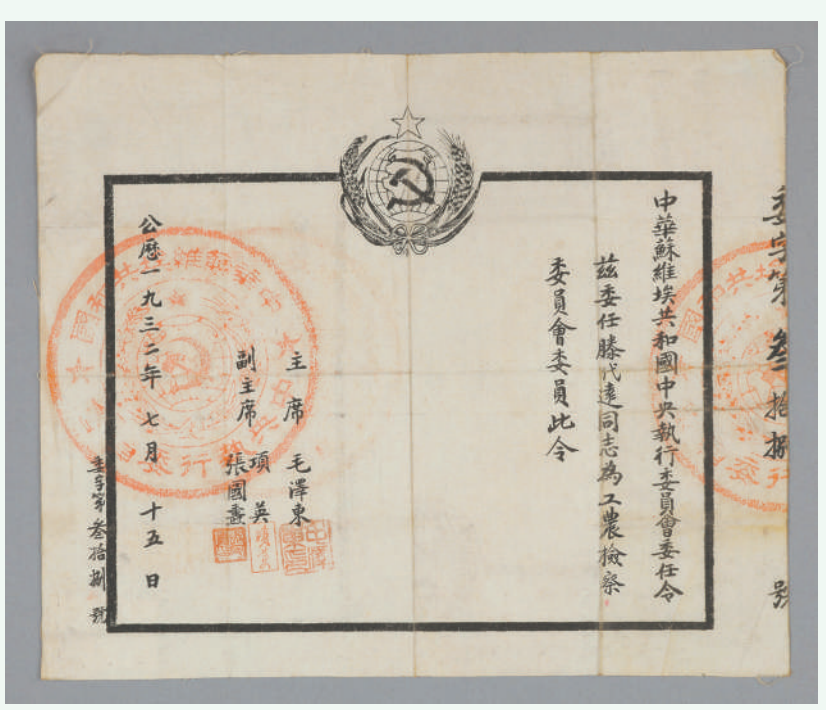 委字第叁拾捌號
中華蘇維埃共和國中央執行委員會委任令
茲委任滕代遠同志為工農檢察
委員會委員此令
主席 毛澤東
副主席 項英
張國燾
公歷一九三二年七月十五日
委字第叁拾捌號